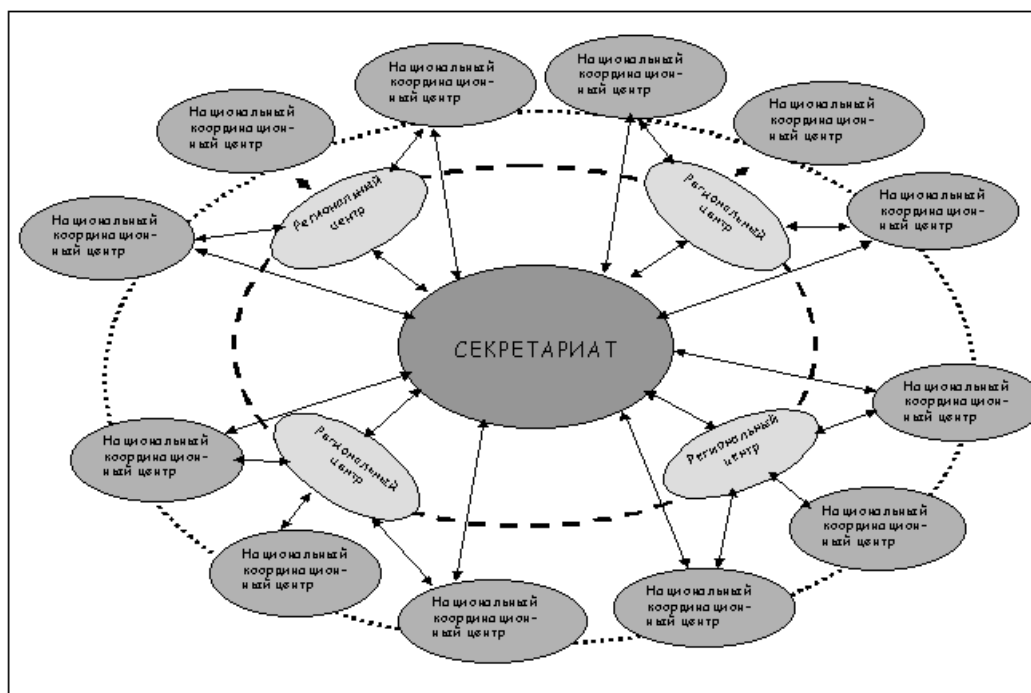 Национальный
координацион-
ный центр
Национальный
координацион-
ный центр
Национальный
координацион-
ный центр
Национальный
координацион-
ный центр
Национальный
координацион-
ный центр
Национальный
координацион-
ный центр
Региональный
центр
Региональный
центр
СЕКРЕТАРИАТ
Национальный
координацион-
ный центр
Национальный
координацион-
ный центр
Региональный
центр
Региональный
центр
Национальный
координацион-
ный центр
Национальный
координацион-
ный центр
Национальный
координацион-
ный центр
Национальный
координацион-
ный центр